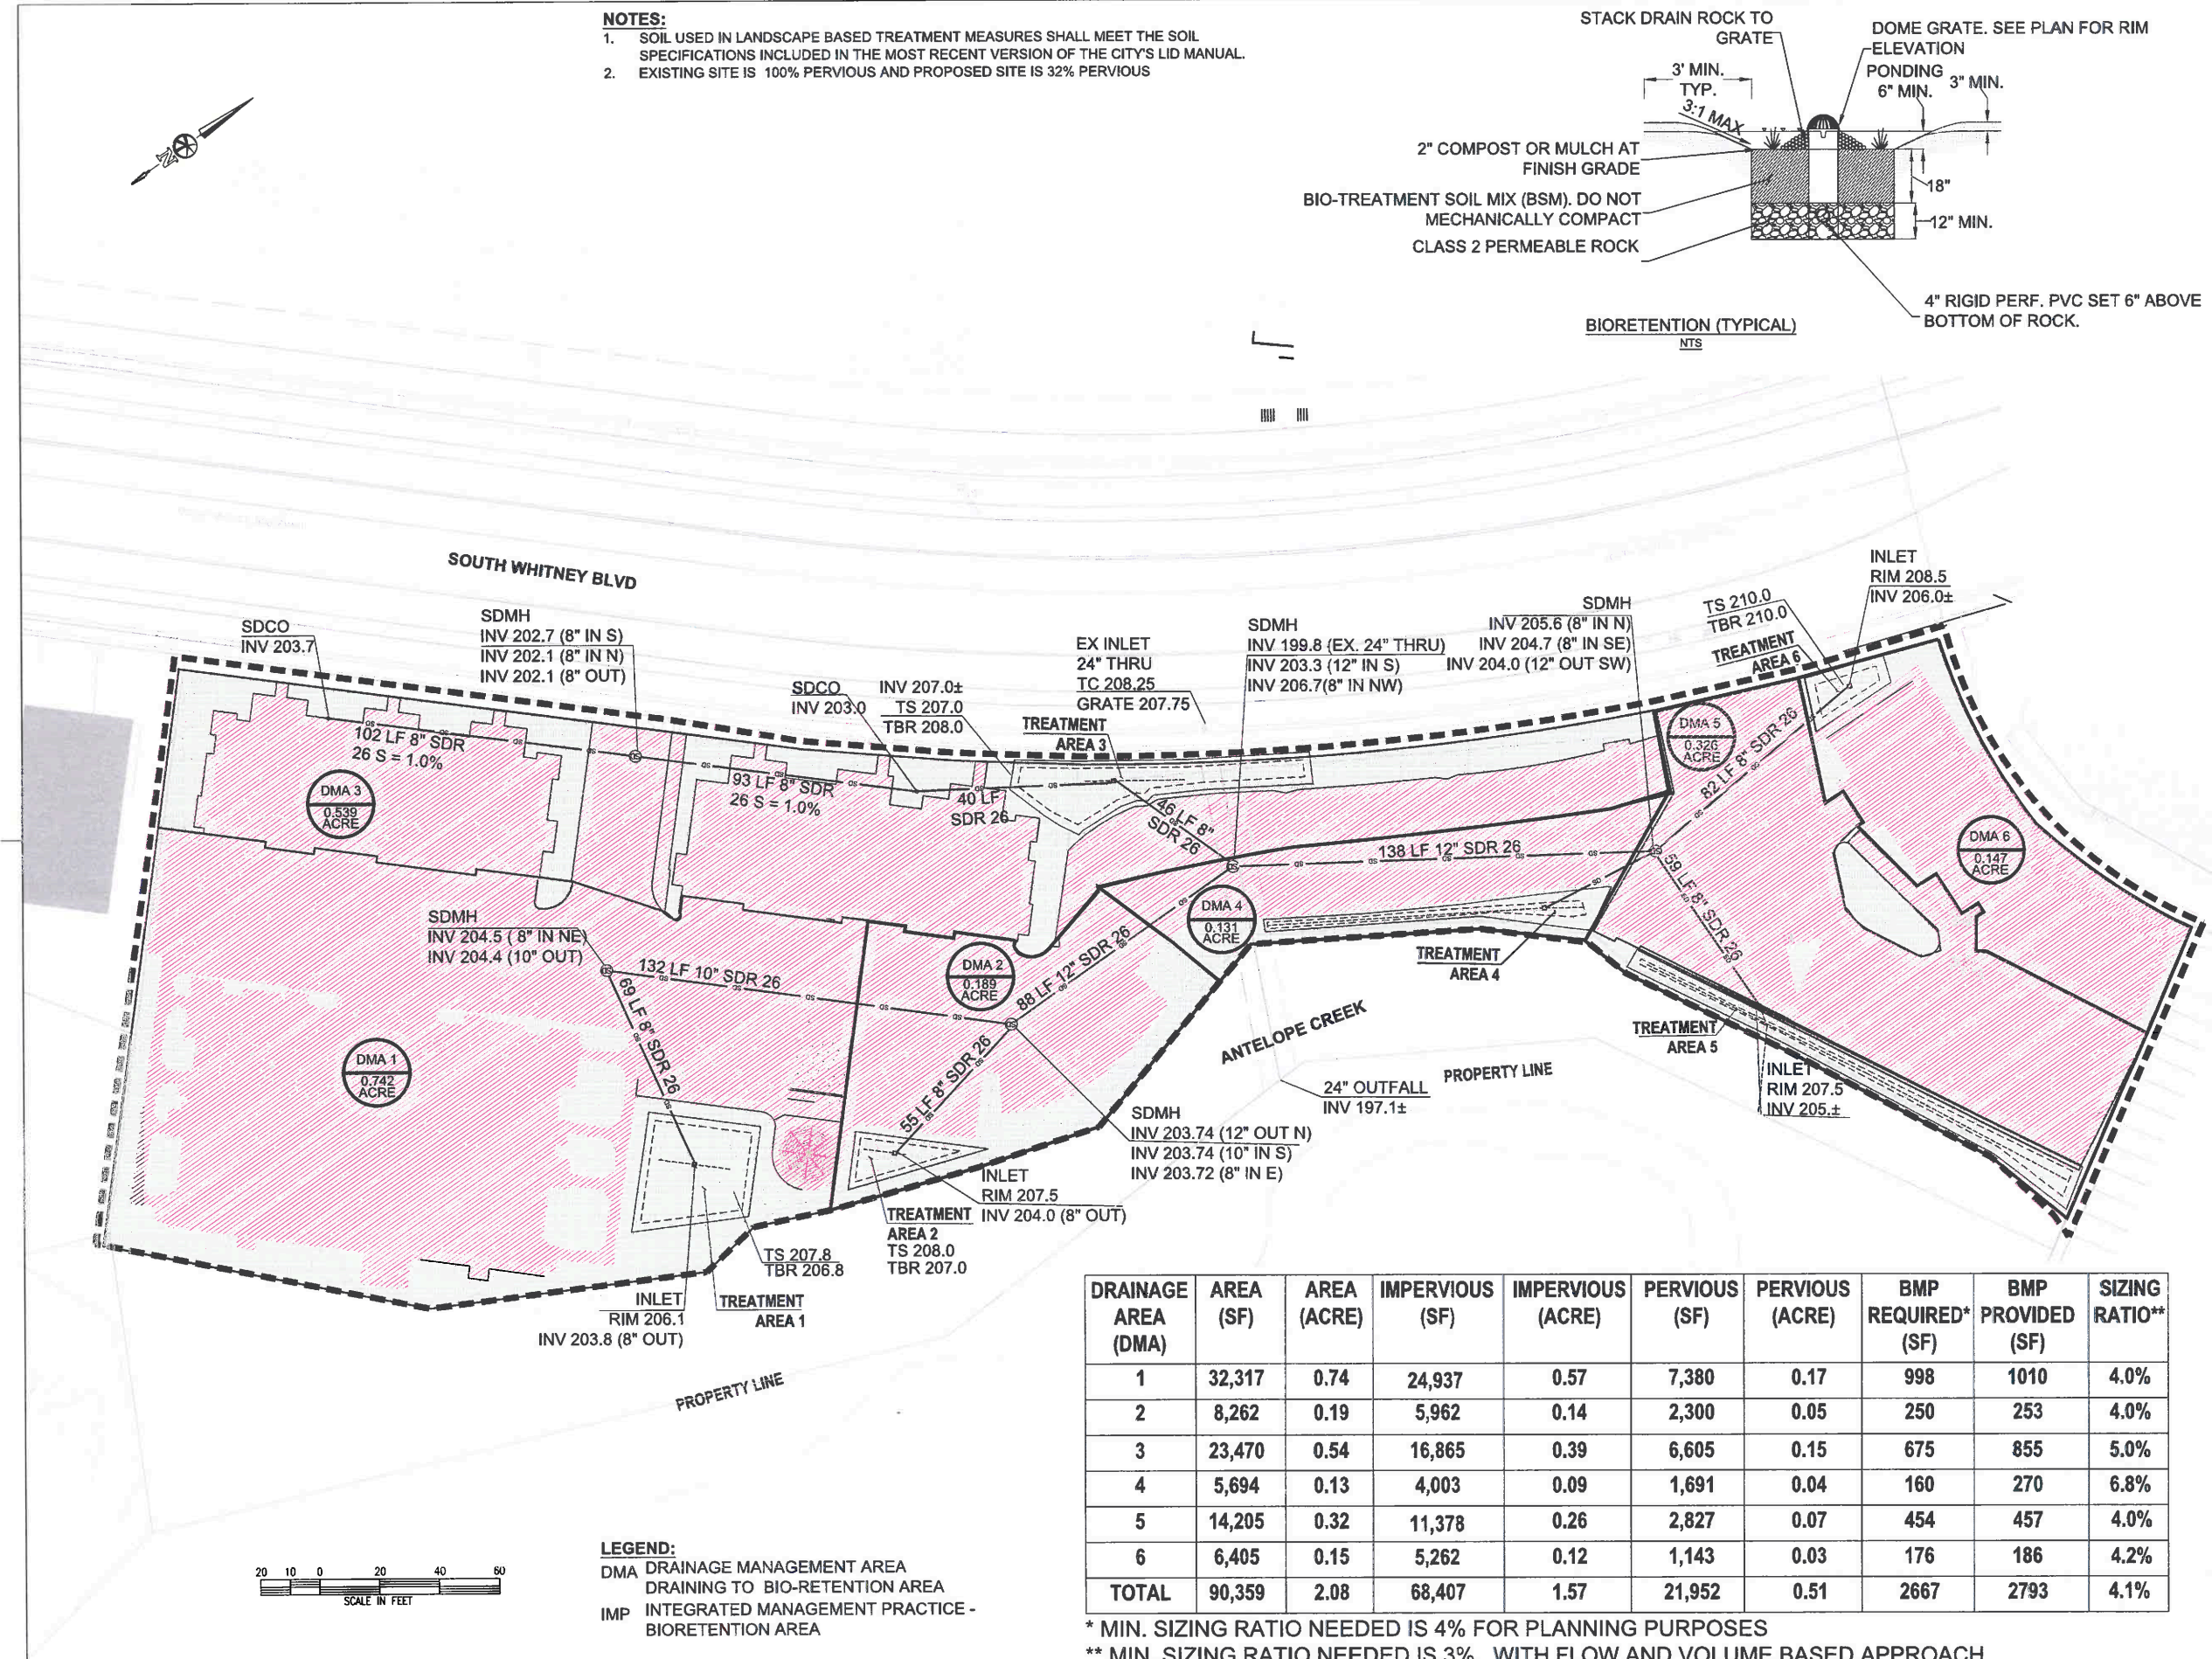 NOTES:
1. SOIL USED IN LANDSCAPE BASED TREATMENT MEASURES SHALL MEET THE SOIL
SPECIFICATIONS INCLUDED IN THE MOST RECENT VERSION OF THE CITY'S LID MANUAL.
2. EXISTING SITE IS 100% PERVIOUS AND PROPOSED SITE IS 32% PERVIOUS
STACK DRAIN ROCK TO
GRATE
DOME GRATE. SEE PLAN FOR RIM
ELEVATION
3' MIN.
TYP.
3:1 MAX
PONDING
6" MIN.
3" MIN.
2" COMPOST OR MULCH AT
FINISH GRADE
BIO-TREATMENT SOIL MIX (BSM). DO NOT
MECHANICALLY COMPACT
CLASS 2 PERMEABLE ROCK
18"
12" MIN.
4" RIGID PERF. PVC SET 6" ABOVE
BOTTOM OF ROCK.
BIORETENTION (TYPICAL)
NTS
N
SOUTH WHITNEY BLVD
SDCO
INV 203.7
SDMH
INV 202.7 (8" IN S)
INV 202.1 (8" IN N)
INV 202.1 (8" OUT)
SDCO
INV 203.0
INV 207.0±
TS 207.0
TBR 208.0
EX INLET
24" THRU
TC 208.25
GRATE 207.75
TREATMENT
AREA 3
SDMH
INV 199.8 (EX. 24" THRU)
INV 203.3 (12" IN S)
INV 206.7(8" IN NW)
SDMH
INV 205.6 (8" IN N)
INV 204.7 (8" IN SE)
INV 204.0 (12" OUT SW)
TS 210.0
TBR 210.0
TREATMENT
AREA 6
INLET
RIM 208.5
INV 206.0±
102 LF 8" SDR
26 S = 1.0%
93 LF 8" SDR
26 S = 1.0%
40 LF
SDR 26
46 LF 8"
SDR 26
138 LF 12" SDR 26
82 LF 8" SDR 26
59 LF 8" SDR 26
DMA 3
0.539
ACRE
DMA 5
0.326
ACRE
DMA 6
0.147
ACRE
DMA 4
0.131
ACRE
DMA 2
0.189
ACRE
DMA 1
0.742
ACRE
SDMH
INV 204.5 ( 8" IN NE)
INV 204.4 (10" OUT)
132 LF 10" SDR 26
69 LF 8" SDR 26
88 LF 12" SDR 26
55 LF 8" SDR 26
TREATMENT
AREA 4
ANTELOPE CREEK
PROPERTY LINE
24" OUTFALL
INV 197.1±
TREATMENT
AREA 5
INLET
RIM 207.5
INV 205.±
SDMH
INV 203.74 (12" OUT N)
INV 203.74 (10" IN S)
INV 203.72 (8" IN E)
INLET
RIM 207.5
INV 204.0 (8" OUT)
TREATMENT
AREA 2
TS 208.0
TBR 207.0
TS 207.8
TBR 206.8
TREATMENT
AREA 1
INLET
RIM 206.1
INV 203.8 (8" OUT)
PROPERTY LINE
20 10 0 20 40 60
SCALE IN FEET
LEGEND:
DMA DRAINAGE MANAGEMENT AREA
DRAINING TO BIO-RETENTION AREA
IMP INTEGRATED MANAGEMENT PRACTICE -
BIORETENTION AREA
DRAINAGE AREA (DMA) AREA (SF) AREA (ACRE) IMPERVIOUS (SF) IMPERVIOUS (ACRE) PERVIOUS (SF) PERVIOUS (ACRE) BMP REQUIRED* (SF) BMP PROVIDED (SF) SIZING RATIO**
1 32,317 0.74 24,937 0.57 7,380 0.17 998 1010 4.0%
2 8,262 0.19 5,962 0.14 2,300 0.05 250 253 4.0%
3 23,470 0.54 16,865 0.39 6,605 0.15 675 855 5.0%
4 5,694 0.13 4,003 0.09 1,691 0.04 160 270 6.8%
5 14,205 0.32 11,378 0.26 2,827 0.07 454 457 4.0%
6 6,405 0.15 5,262 0.12 1,143 0.03 176 186 4.2%
TOTAL 90,359 2.08 68,407 1.57 21,952 0.51 2667 2793 4.1%
* MIN. SIZING RATIO NEEDED IS 4% FOR PLANNING PURPOSES
** MIN. SIZING RATIO NEEDED IS 3% WITH FLOW AND VOLUME BASED APPROACH